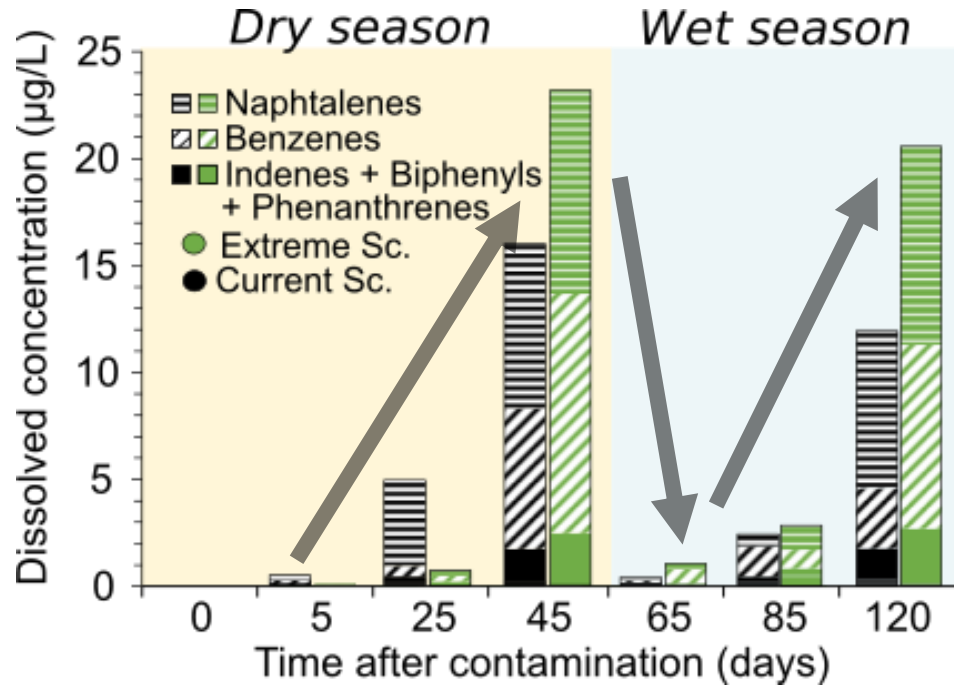 Dry season
Wet season
Dissolved concentration (µg/L)
25
20
15
10
5
0
Naphtalenes
Benzenes
Indenes + Biphenyls
+ Phenanthrenes
Extreme Sc.
Current Sc.
0 5 25 45 65 85 120
Time after contamination (days)